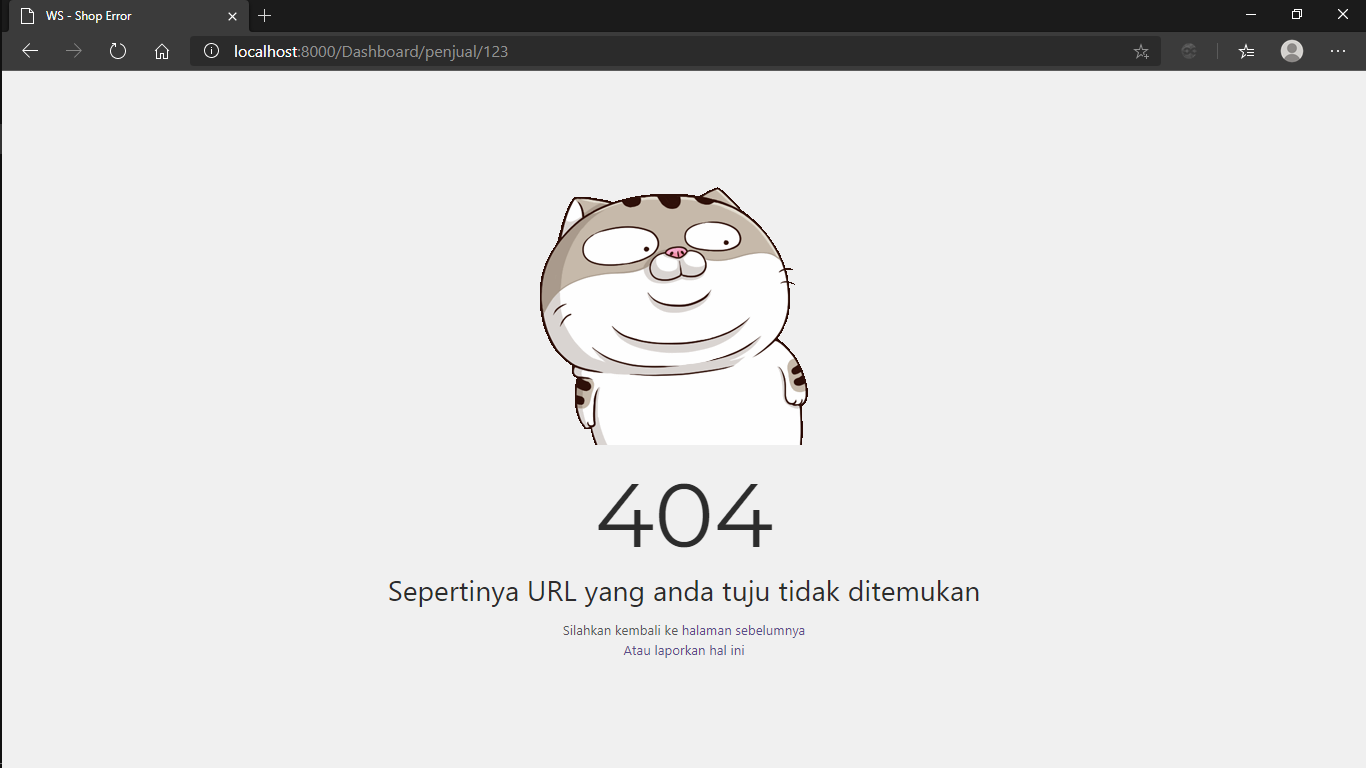 WS - Shop Error
localhost:8000/Dashboard/penjual/123
404
Sepertinya URL yang anda tuju tidak ditemukan
Silahkan kembali ke halaman sebelumnya
Atau laporkan hal ini